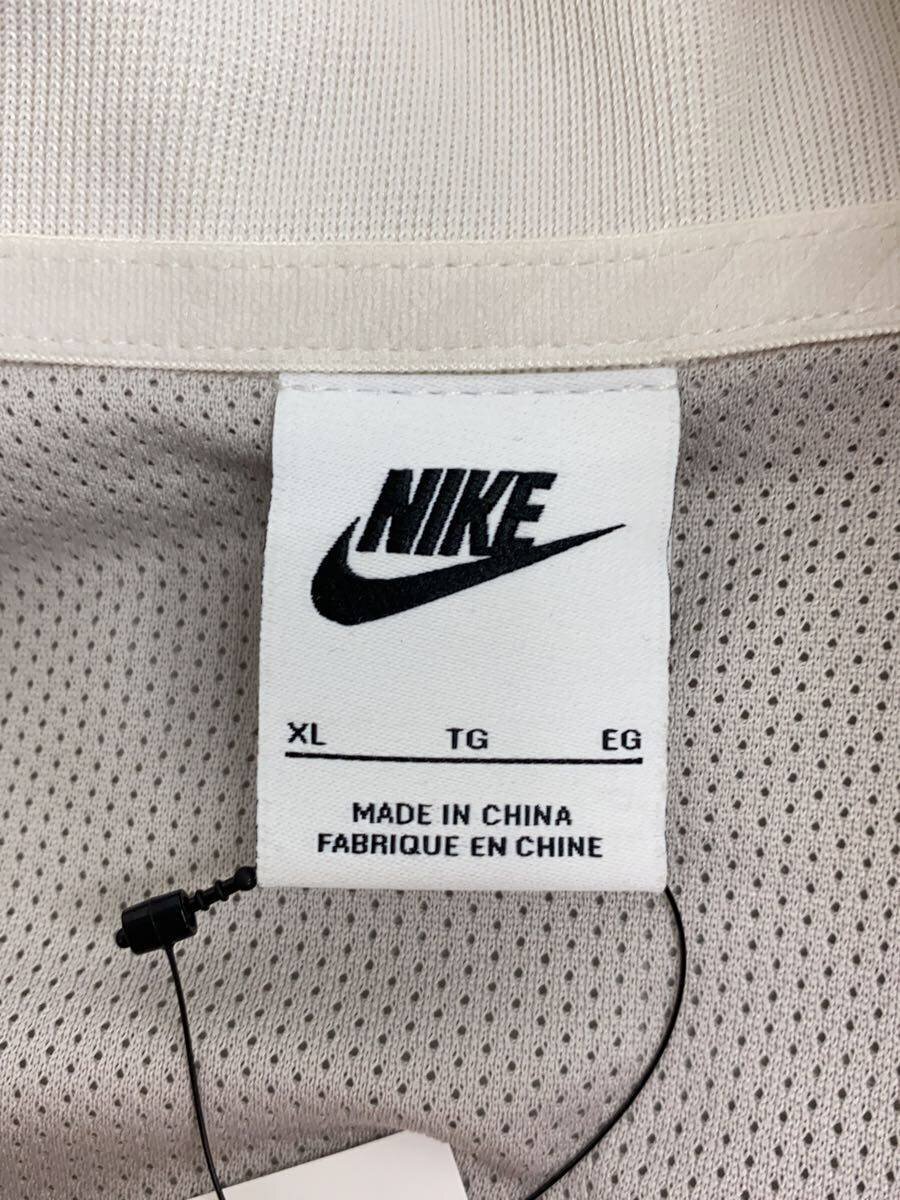 NIKE
XL TG EG
MADE IN CHINA
FABRIQUE EN CHINE